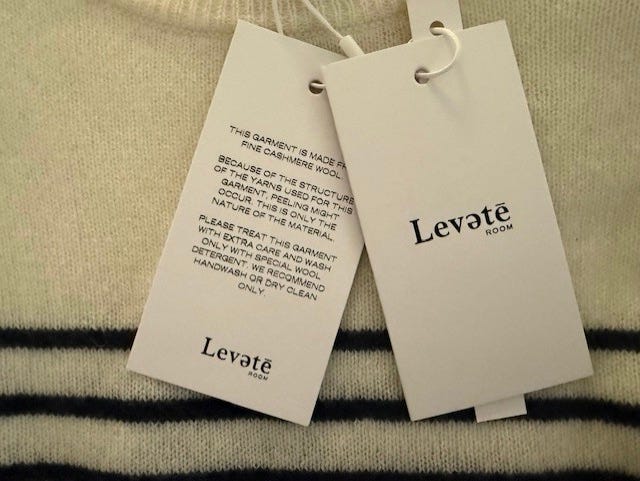 THIS GARMENT IS MADE
FINE CASHMERE WOOL
BECAUSE OF THE STRUCTURE
OF THE YARNS USED FOR THIS
GARMENT, PEELING MIGHT
OCCUR. THIS IS ONLY THE
NATURE OF THE MATERIAL.
PLEASE TREAT THIS GARMENT
WITH EXTRA CARE AND WASH
ONLY WITH SPECIAL WOOL
DETERGENT. WE RECOMMEND
HANDWASH OR DRY CLEAN
ONLY.
Levətē
ROOM
Levətē
ROOM